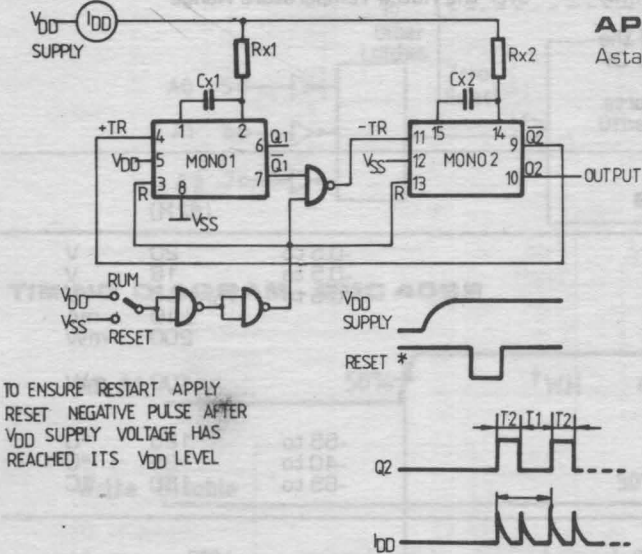 AP
Asta
VDD
IDD
SUPPLY
Rx1
Rx2
Cx1
Cx2
+TR
4
2
6
Q1
VDD
5
MONO1
7
Q1
R
3
8
VSS
-TR
11
15
14
Q2
9
VSS
12
MONO 2
10
Q2
OUTPUT
R
13
VDD
RUM
VSS
RESET
VDD
SUPPLY
RESET *
TO ENSURE RESTART APPLY
RESET NEGATIVE PULSE AFTER
VDD SUPPLY VOLTAGE HAS
REACHED ITS VDD LEVEL
T2 T1 T2
Q2
IDD